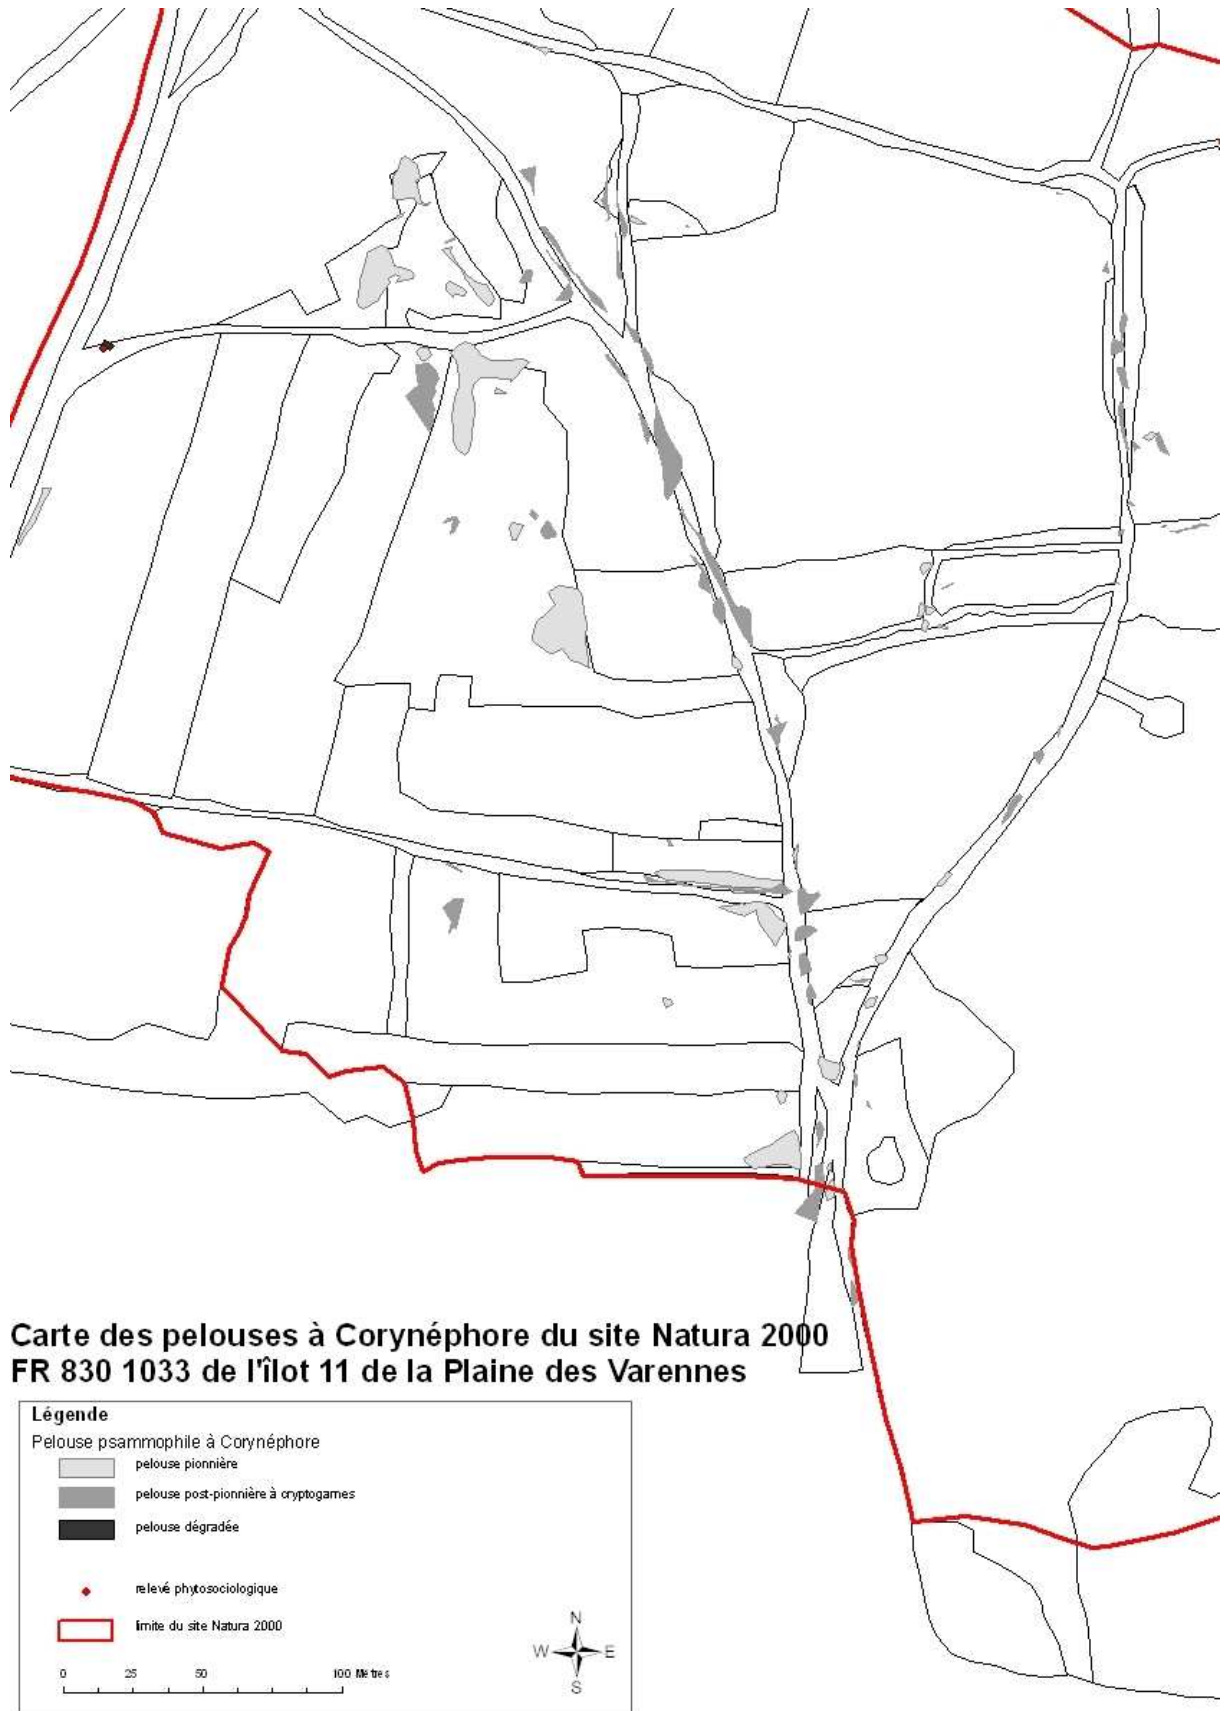 Carte des pelouses à Corynéphore du site Natura 2000
FR 830 1033 de l'îlot 11 de la Plaine des Varennes
Légende
Pelouse psammophile à Corynéphore
pelouse pionnière
pelouse post-pionnière à cryptogames
pelouse dégradée
relevé phytosociologique
limite du site Natura 2000
0 25 50 100 Mètres
N
W E
S